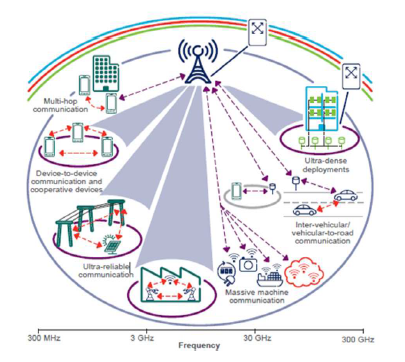 Multi-hop
communication
Device-to-device
communication and
cooperative devices
Ultra-reliable
communication
Ultra-dense
deployments
Inter-vehicular/
vehicular-to-road
communication
Massive machine
communication
300 MHz
3 GHz
30 GHz
300 GHz
Frequency